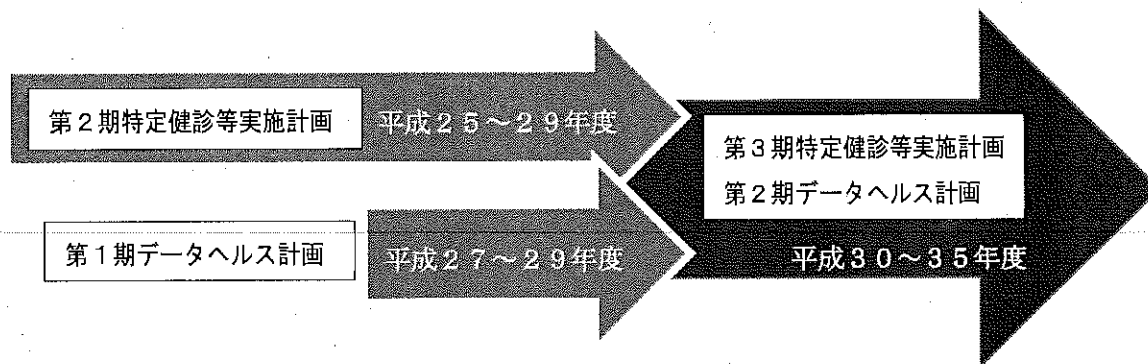 第２期特定健診等実施計画
平成２５～２９年度
第１期データヘルス計画
平成２７～２９年度
第３期特定健診等実施計画
第２期データヘルス計画
平成３０～３５年度